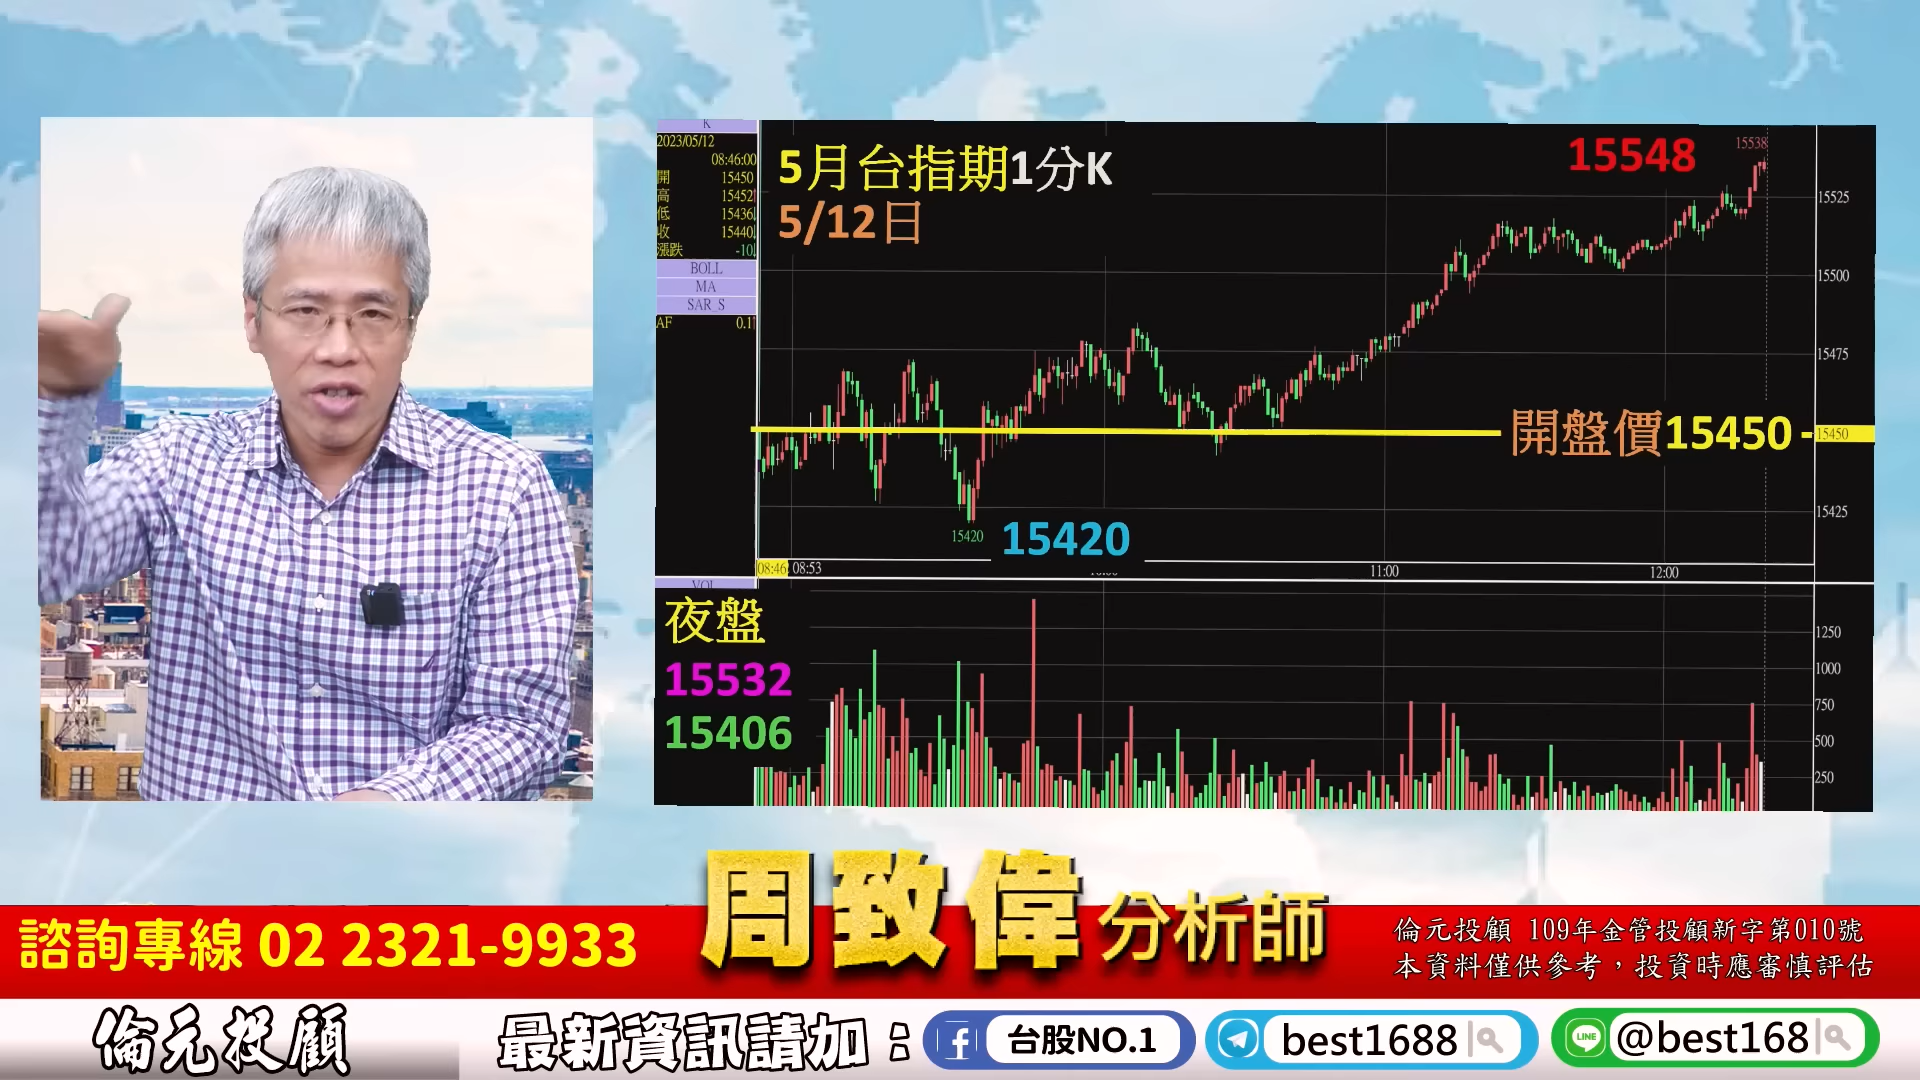 K
2023/05/12
08:46:00
開 15450
高 15452
低 15436
收 15440
漲跌 -10
BOLL
MA
SAR_S
AF 0.1
5月台指期1分K
5/12日
15548
15538
15525
15500
15475
開盤價15450
15450
15425
15420
15420
08:46 08:53
11:00
12:00
VOL
夜盤
15532
15406
1250
1000
750
500
250
周致偉分析師
諮詢專線 02 2321-9933
倫元投顧 109年金管投顧新字第010號
本資料僅供參考，投資時應審慎評估
倫元投顧
最新資訊請加：
台股NO.1
best1688
LINE
@best168